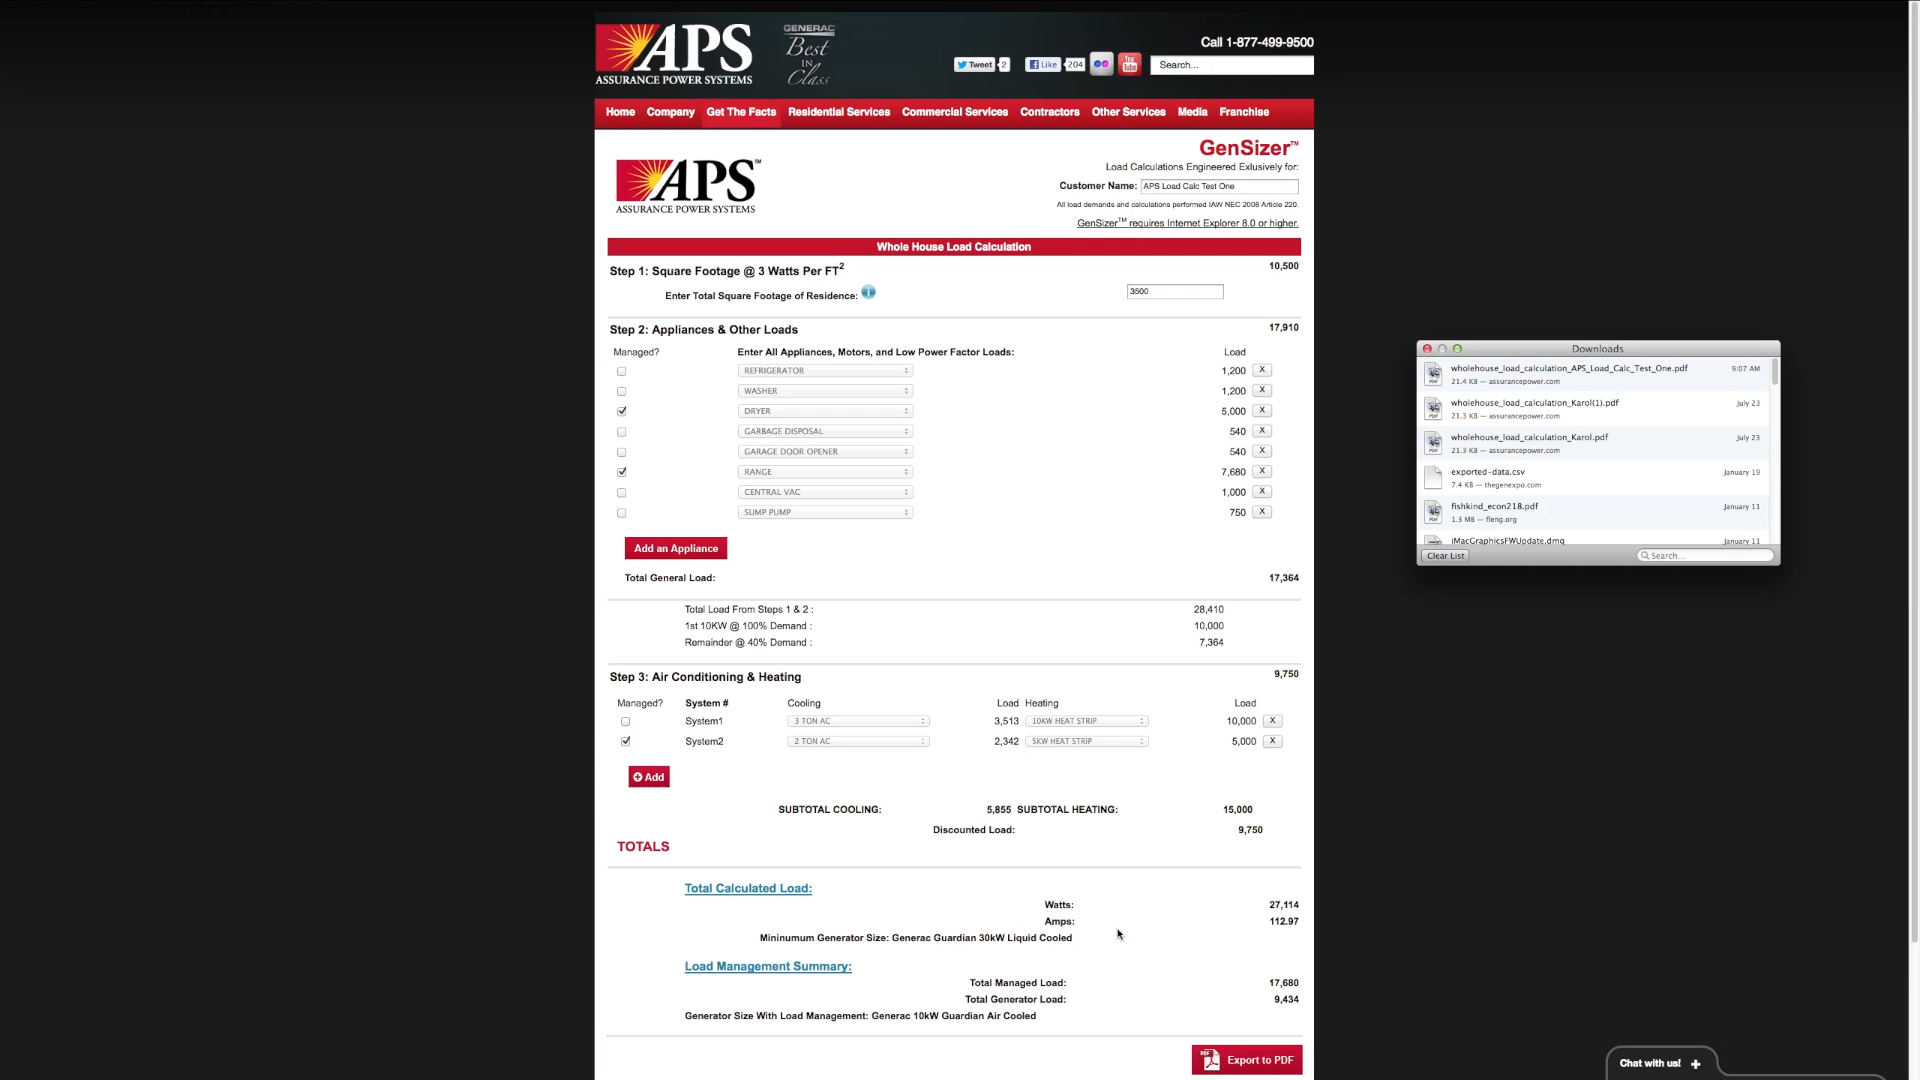 APS
ASSURANCE POWER SYSTEMS
GENERAC
Best
IN
Class
Call 1-877-499-9500
Tweet 2
Like 204
You
Tube
Search...
Home Company Get The Facts Residential Services Commercial Services Contractors Other Services Media Franchise
APS SM
ASSURANCE POWER SYSTEMS
GenSizer™
Load Calculations Engineered Exlusively for:
Customer Name: APS Load Calc Test One
All load demands and calculations performed IAW NEC 2008 Article 220.
GenSizer™ requires Internet Explorer 8.0 or higher.
Whole House Load Calculation
Step 1: Square Footage @ 3 Watts Per FT² 10,500
Enter Total Square Footage of Residence: 3500
Step 2: Appliances & Other Loads 17,910
Managed? Enter All Appliances, Motors, and Low Power Factor Loads: Load
REFRIGERATOR 1,200 X
WASHER 1,200 X
DRYER 5,000 X
GARBAGE DISPOSAL 540 X
GARAGE DOOR OPENER 540 X
RANGE 7,680 X
CENTRAL VAC 1,000 X
SUMP PUMP 750 X
Add an Appliance
Total General Load: 17,364
Total Load From Steps 1 & 2 : 28,410
1st 10KW @ 100% Demand : 10,000
Remainder @ 40% Demand : 7,364
Step 3: Air Conditioning & Heating 9,750
Managed? System # Cooling Load Heating Load
System1 3 TON AC 3,513 10KW HEAT STRIP 10,000 X
System2 2 TON AC 2,342 5KW HEAT STRIP 5,000 X
Add
SUBTOTAL COOLING: 5,855 SUBTOTAL HEATING: 15,000
Discounted Load: 9,750
TOTALS
Total Calculated Load:
Watts: 27,114
Amps: 112.97
Mininumum Generator Size: Generac Guardian 30kW Liquid Cooled
Load Management Summary:
Total Managed Load: 17,680
Total Generator Load: 9,434
Generator Size With Load Management: Generac 10kW Guardian Air Cooled
PDF Export to PDF
Downloads
wholehouse_load_calculation_APS_Load_Calc_Test_One.pdf 9:07 AM
21.4 KB — assurancepower.com
wholehouse_load_calculation_Karol(1).pdf July 23
21.3 KB — assurancepower.com
wholehouse_load_calculation_Karol.pdf July 23
21.3 KB — assurancepower.com
exported-data.csv January 19
7.4 KB — thegenexpo.com
fishkind_econ218.pdf January 11
1.3 MB — fleng.org
iMacGraphicsFWUpdate.dmg January 11
Clear List Search...
Chat with us! +